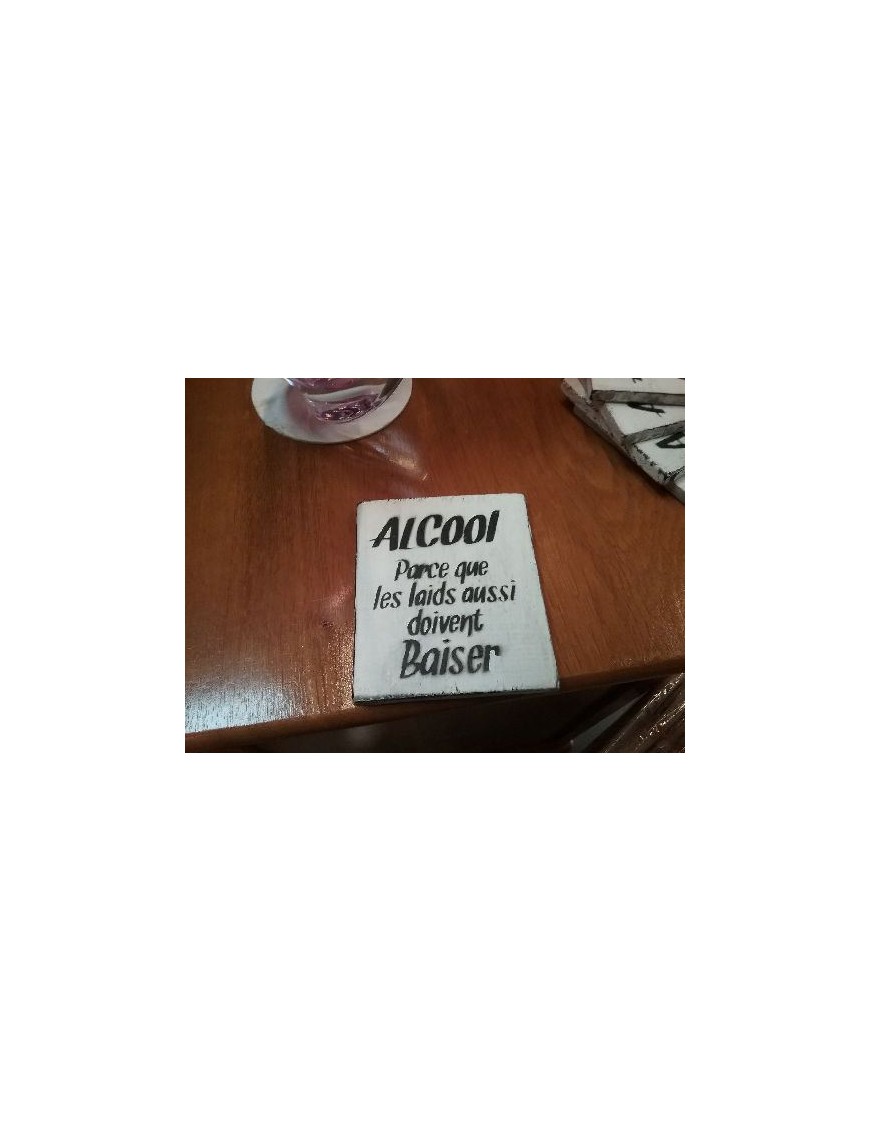 ALCOOl
Parce que
les laids aussi
doivent
Baiser